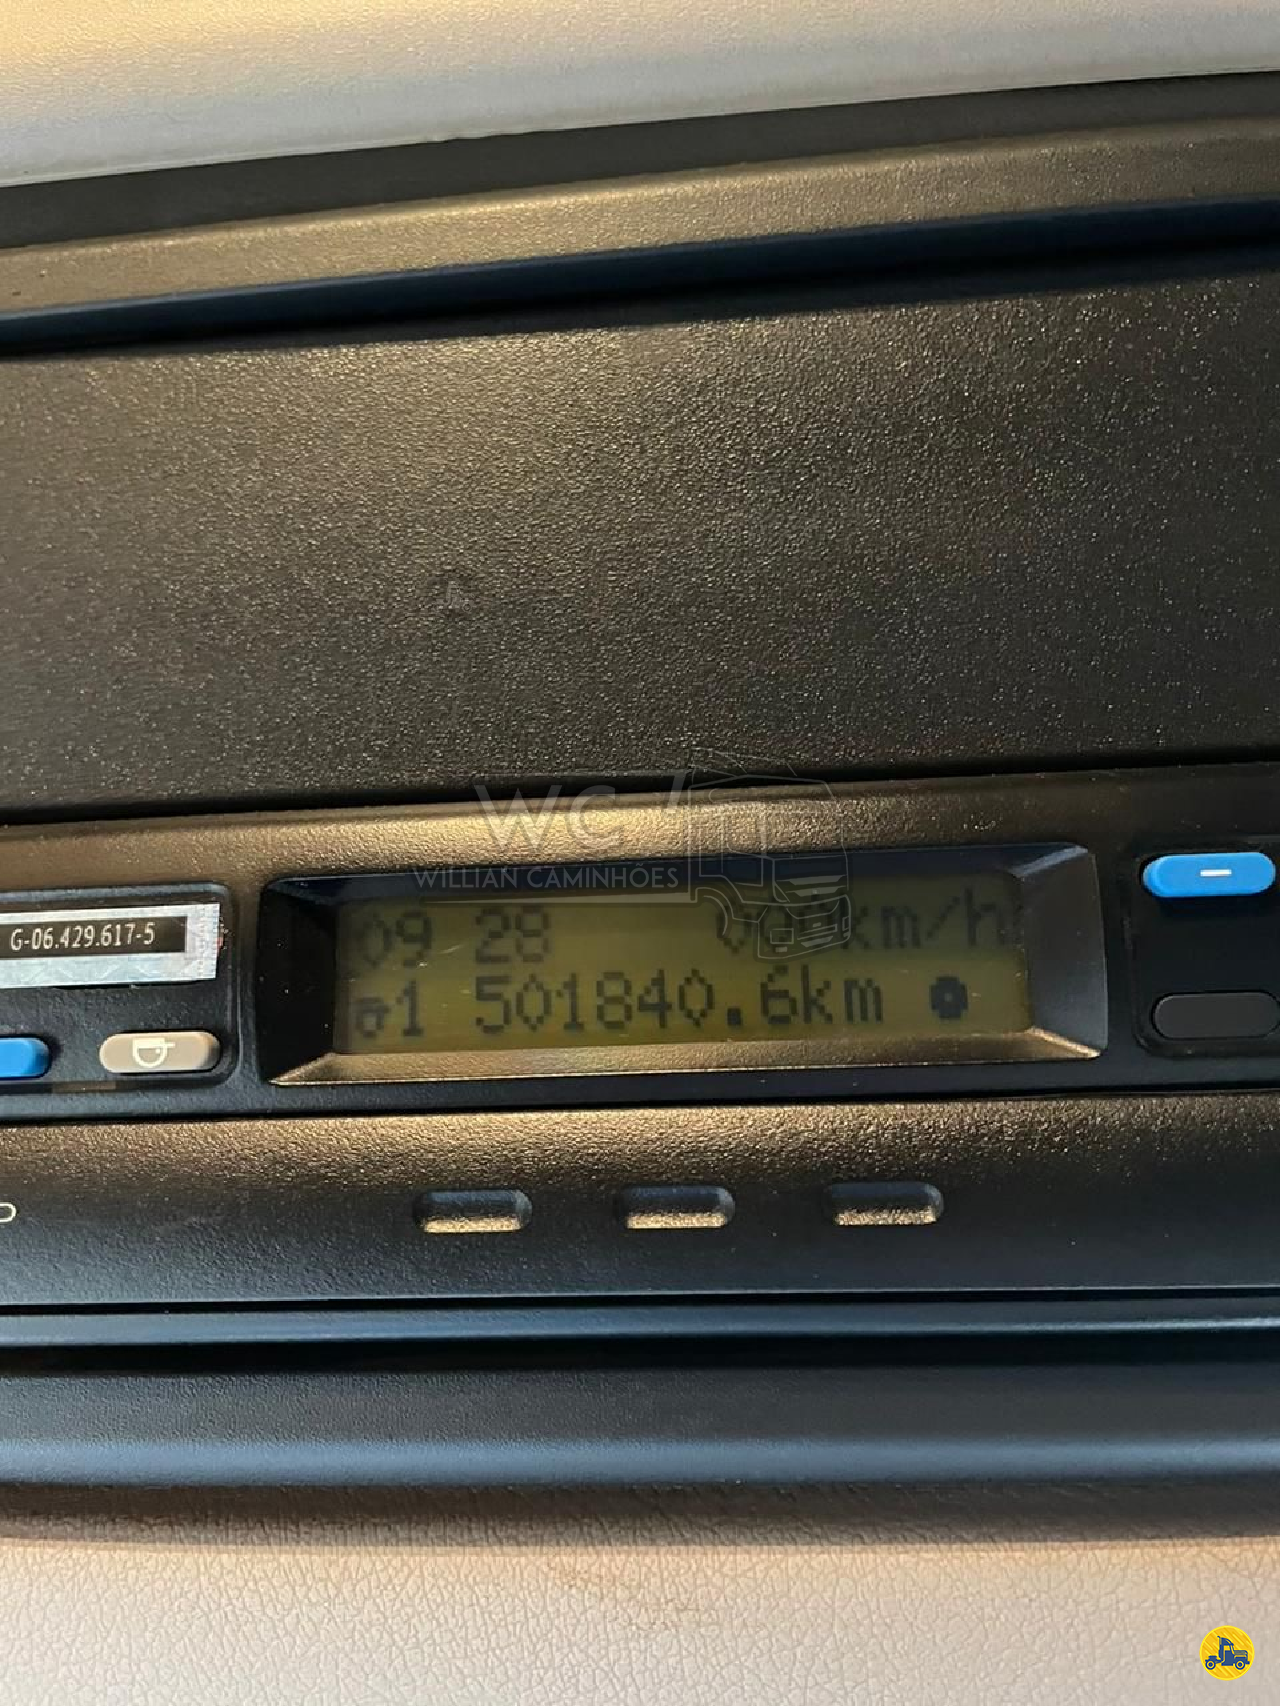 WC
WILLIAN CAMINHÕES
G-06.429.617-5
09 28 km/h
1 501840.6km